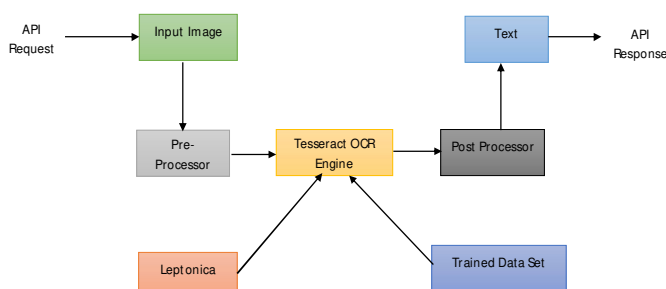 API
Request
Input Image
Text
API
Response
Pre-
Processor
Tesseract OCR
Engine
Post Processor
Leptonica
Trained Data Set